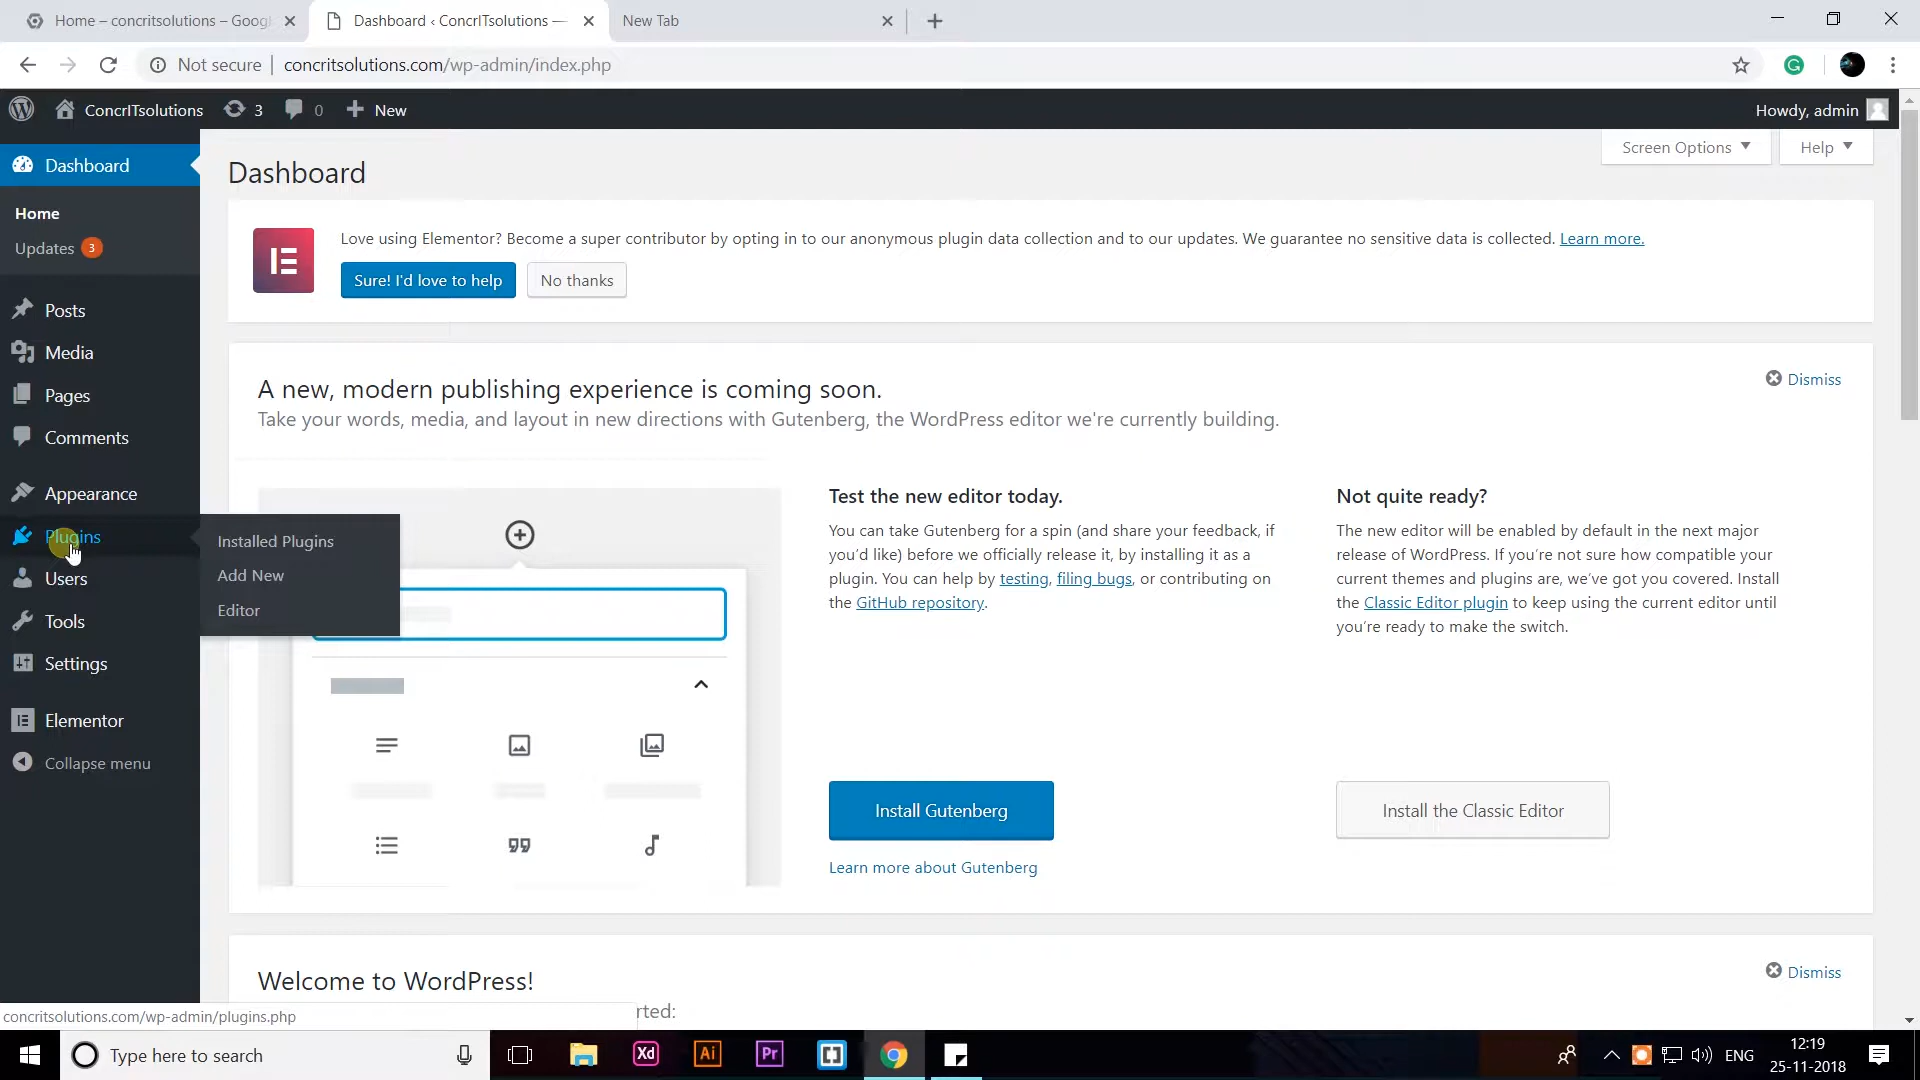 Home – concritsolutions – Googl
Dashboard ‹ ConcrITsolutions —
New Tab
Not secure
concritsolutions.com/wp-admin/index.php
ConcrITsolutions
3
0
New
Howdy, admin
Dashboard
Home
Updates 3
Posts
Media
Pages
Comments
Appearance
Plugins
Users
Tools
Settings
Elementor
Collapse menu
Installed Plugins
Add New
Editor
Dashboard
Screen Options
Help
Love using Elementor? Become a super contributor by opting in to our anonymous plugin data collection and to our updates. We guarantee no sensitive data is collected. Learn more.
Sure! I'd love to help
No thanks
A new, modern publishing experience is coming soon.
Dismiss
Take your words, media, and layout in new directions with Gutenberg, the WordPress editor we're currently building.
Test the new editor today.
You can take Gutenberg for a spin (and share your feedback, if
you'd like) before we officially release it, by installing it as a
plugin. You can help by testing, filing bugs, or contributing on
the GitHub repository.
Install Gutenberg
Learn more about Gutenberg
Not quite ready?
The new editor will be enabled by default in the next major
release of WordPress. If you're not sure how compatible your
current themes and plugins are, we've got you covered. Install
the Classic Editor plugin to keep using the current editor until
you're ready to make the switch.
Install the Classic Editor
Welcome to WordPress!
Dismiss
rted:
concritsolutions.com/wp-admin/plugins.php
Type here to search
Xd
Ai
Pr
ENG
12:19
25-11-2018